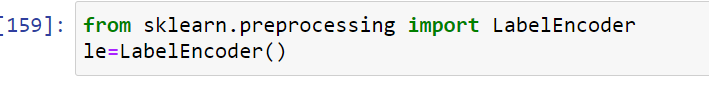 [159]: from sklearn.preprocessing import LabelEncoder
le=LabelEncoder()